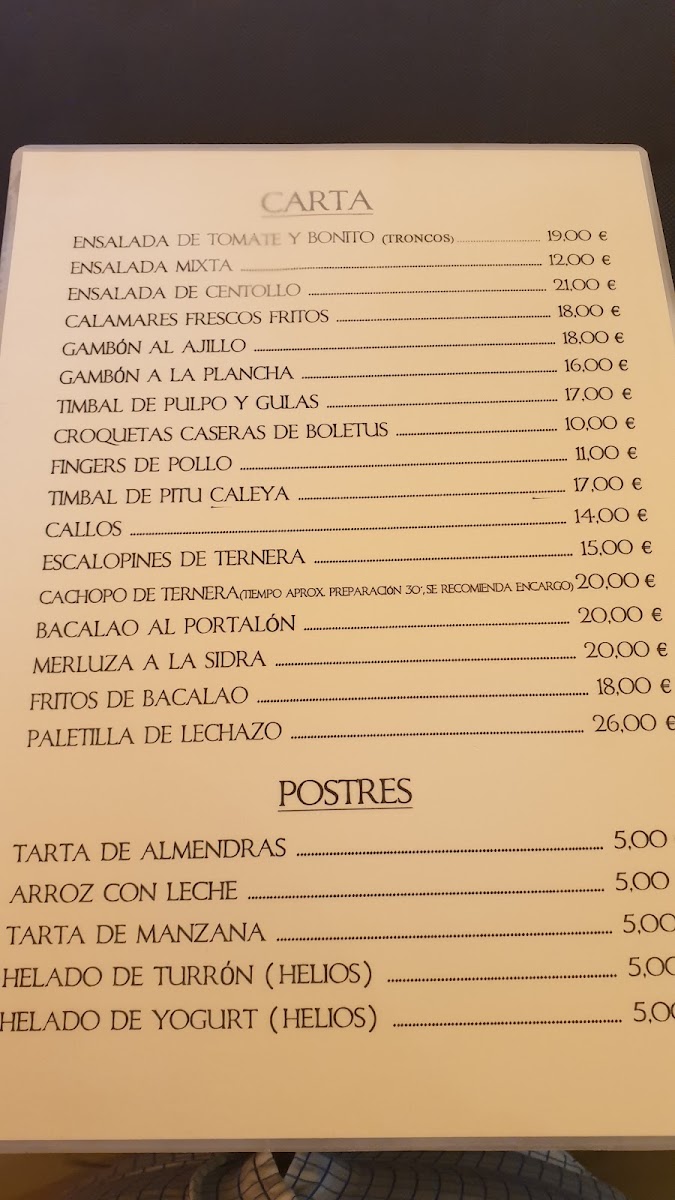 CARTA
ENSALADA DE TOMATE Y BONITO (TRONCOS) 19,00 €
ENSALADA MIXTA 12,00 €
ENSALADA DE CENTOLLO 21,00 €
CALAMARES FRESCOS FRITOS 18,00 €
GAMBÓN AL AJILLO 18,00 €
GAMBÓN A LA PLANCHA 16,00 €
TIMBAL DE PULPO Y GULAS 17,00 €
CROQUETAS CASERAS DE BOLETUS 10,00 €
FINGERS DE POLLO 11,00 €
TIMBAL DE PITU CALEYA 17,00 €
CALLOS 14,00 €
ESCALOPINES DE TERNERA 15,00 €
CACHOPO DE TERNERA(TIEMPO APROX. PREPARACIÓN 30', SE RECOMIENDA ENCARGO) 20,00 €
BACALAO AL PORTALÓN 20,00 €
MERLUZA A LA SIDRA 20,00 €
FRITOS DE BACALAO 18,00 €
PALETILLA DE LECHAZO 26,00 €
POSTRES
TARTA DE ALMENDRAS 5,00
ARROZ CON LECHE 5,00
TARTA DE MANZANA 5,00
HELADO DE TURRÓN (HELIOS) 5,00
HELADO DE YOGURT (HELIOS) 5,00